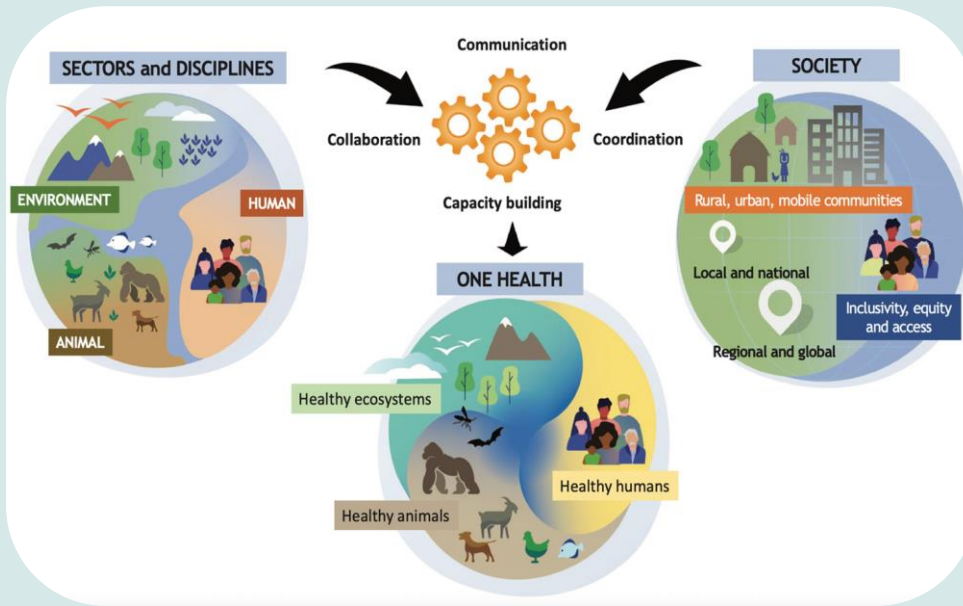 SECTORS and DISCIPLINES
ENVIRONMENT
HUMAN
ANIMAL
Communication
Collaboration
Coordination
Capacity building
SOCIETY
Rural, urban, mobile communities
Local and national
Regional and global
Inclusivity, equity
and access
ONE HEALTH
Healthy ecosystems
Healthy humans
Healthy animals